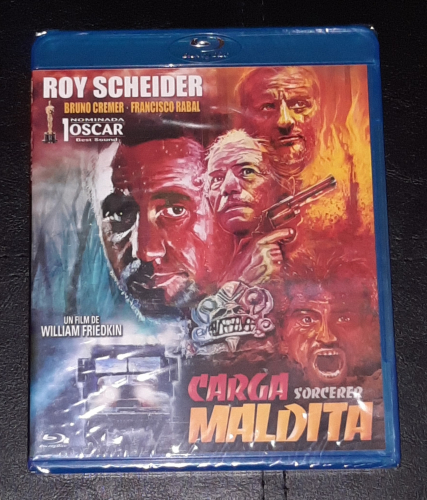 ROY SCHEIDER
BRUNO CREMER · FRANCISCO RABAL
NOMINADA
1 OSCAR
Best Sound
UN FILM DE
WILLIAM FRIEDKIN
CARGA SORCERER
MALDITA